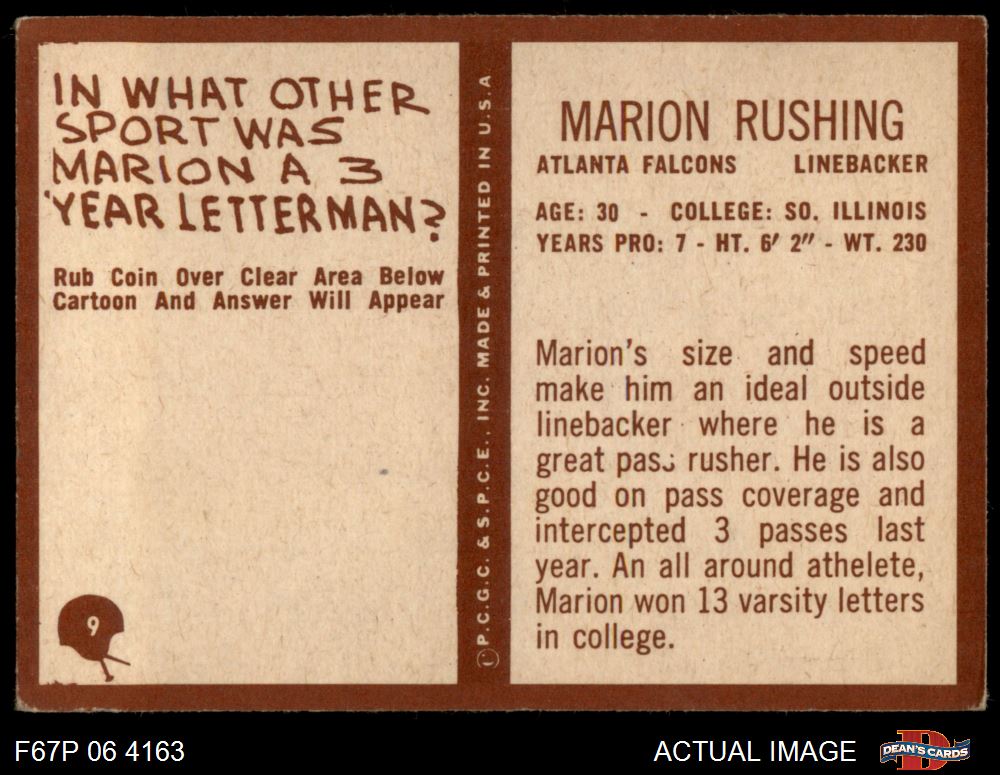 IN WHAT OTHER
SPORT WAS
MARION A 3
YEAR LETTERMAN?
Rub Coin Over Clear Area Below
Cartoon And Answer Will Appear
9
© P.C.G.C. & S.P.C.E., INC. MADE & PRINTED IN U.S.A
MARION RUSHING
ATLANTA FALCONS LINEBACKER
AGE: 30 - COLLEGE: SO. ILLINOIS
YEARS PRO: 7 - HT. 6′ 2″ - WT. 230
Marion's size and speed
make him an ideal outside
linebacker where he is a
great pass rusher. He is also
good on pass coverage and
intercepted 3 passes last
year. An all around athelete,
Marion won 13 varsity letters
in college.
F67P 06 4163
ACTUAL IMAGE
D
DEAN'S CARDS